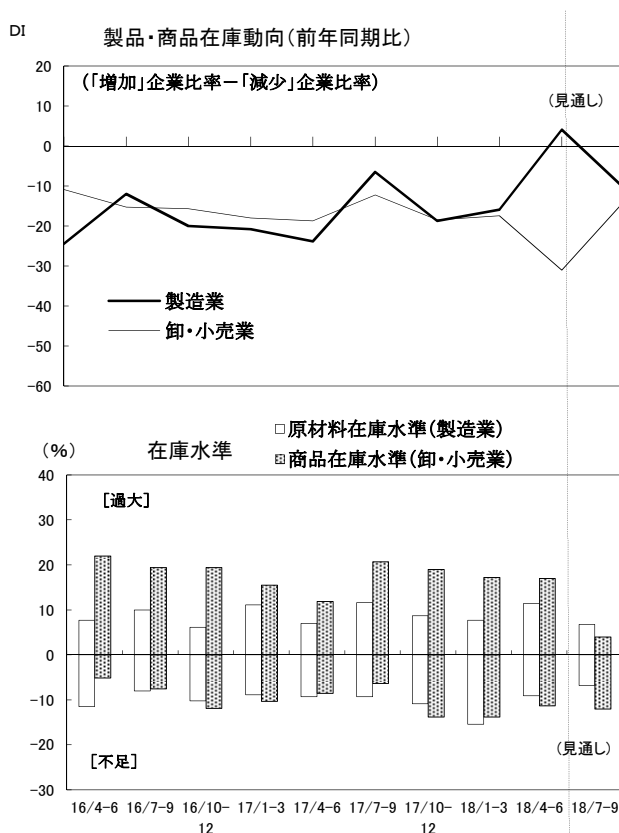 DI
製品・商品在庫動向(前年同期比)
(「増加」企業比率－「減少」企業比率)
(見通し)
20
10
0
-10
-20
-30
-40
-50
-60
製造業
卸・小売業
(%)
在庫水準
□原材料在庫水準(製造業)
商品在庫水準(卸・小売業)
[過大]
40
30
20
10
0
-10
-20
-30
[不足]
(見通し)
16/4-6 16/7-9 16/10-12 17/1-3 17/4-6 17/7-9 17/10-12 18/1-3 18/4-6 18/7-9